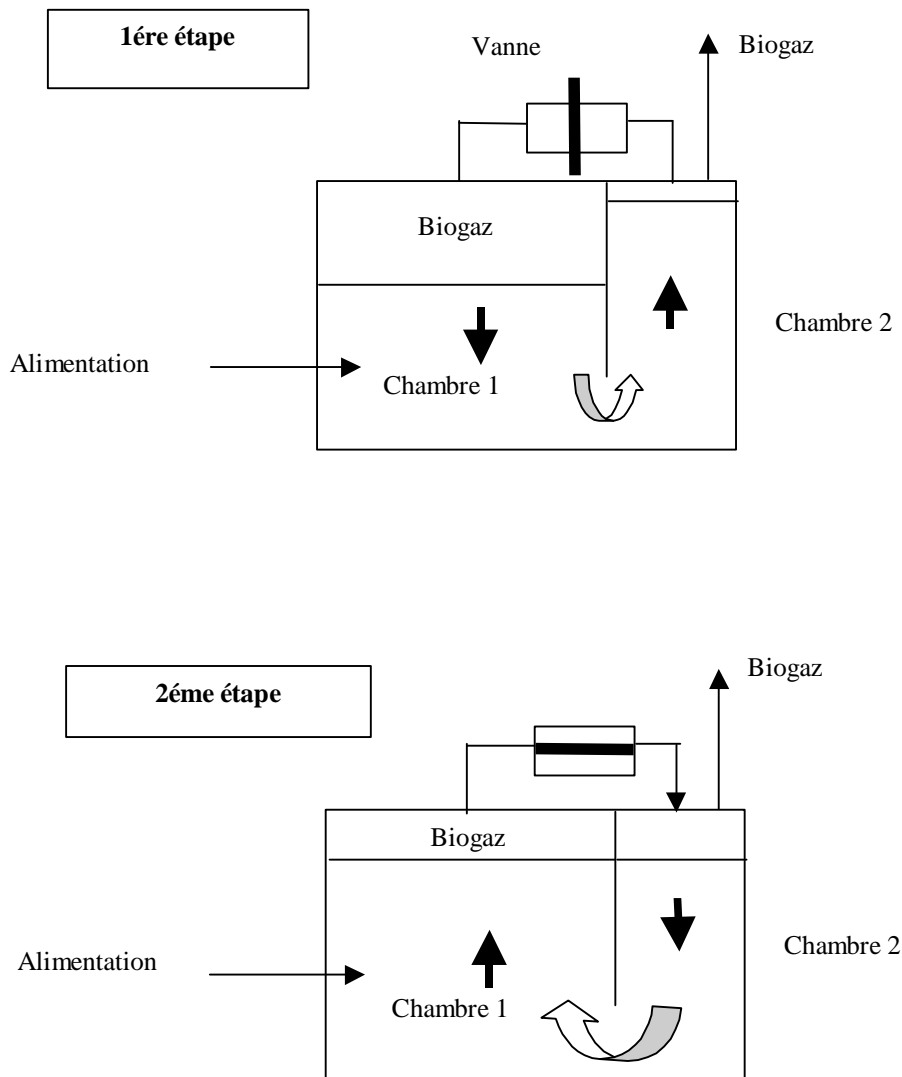 1ére étape
Vanne
Biogaz
Biogaz
Chambre 2
Alimentation
Chambre 1
2éme étape
Biogaz
Biogaz
Chambre 2
Alimentation
Chambre 1